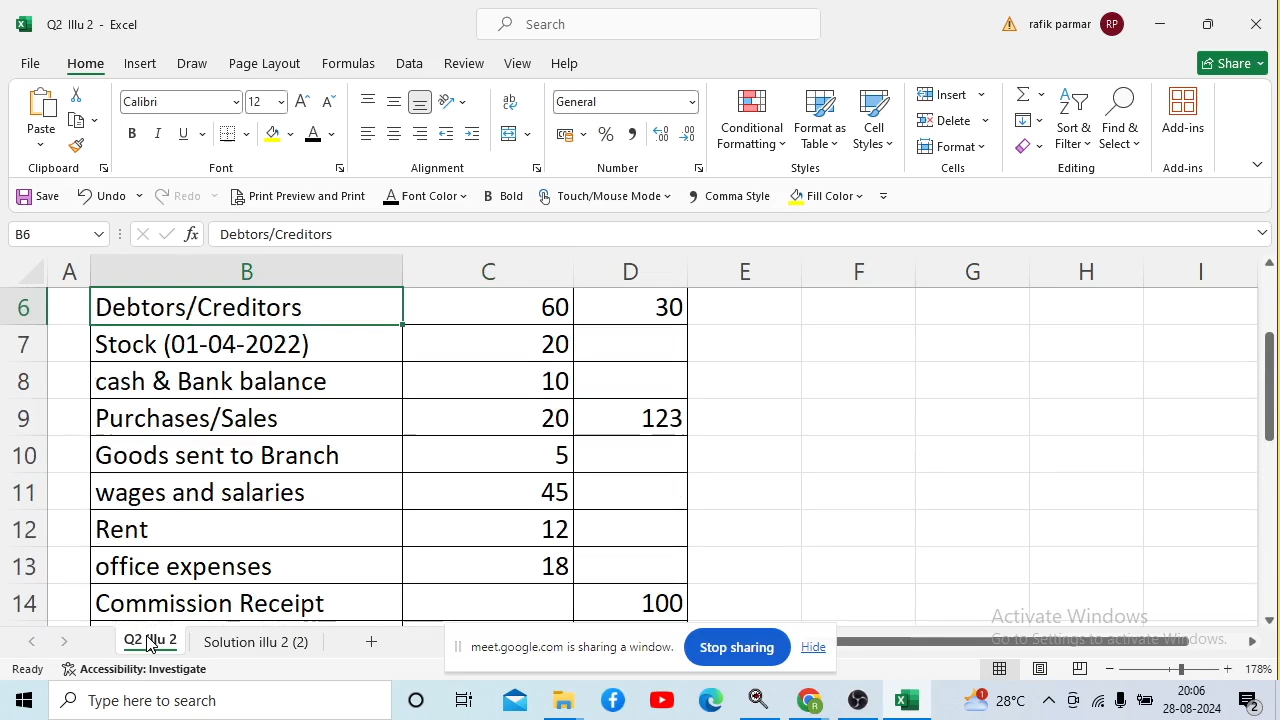 Q2 Illu 2 - Excel
Search
rafik parmar RP
File Home Insert Draw Page Layout Formulas Data Review View Help
Share
Paste
Clipboard
Calibri 12
B I U
Font
ab
Alignment
General
% 9 .00
Number
Conditional Formatting
Format as Table
Cell Styles
Styles
Insert
Delete
Format
Cells
Sort & Filter
Find & Select
Editing
Add-ins
Add-ins
Save Undo Redo Print Preview and Print A Font Color B Bold Touch/Mouse Mode Comma Style Fill Color
B6 fx Debtors/Creditors
A B C D E F G H I
6 Debtors/Creditors 60 30
7 Stock (01-04-2022) 20
8 cash & Bank balance 10
9 Purchases/Sales 20 123
10 Goods sent to Branch 5
11 wages and salaries 45
12 Rent 12
13 office expenses 18
14 Commission Receipt 100
Activate Windows
Go to Settings to activate Windows.
Q2 Illu 2 Solution illu 2 (2) +
meet.google.com is sharing a window. Stop sharing Hide
Ready Accessibility: Investigate 178%
Type here to search
1 28°C
20:06
28-08-2024
2